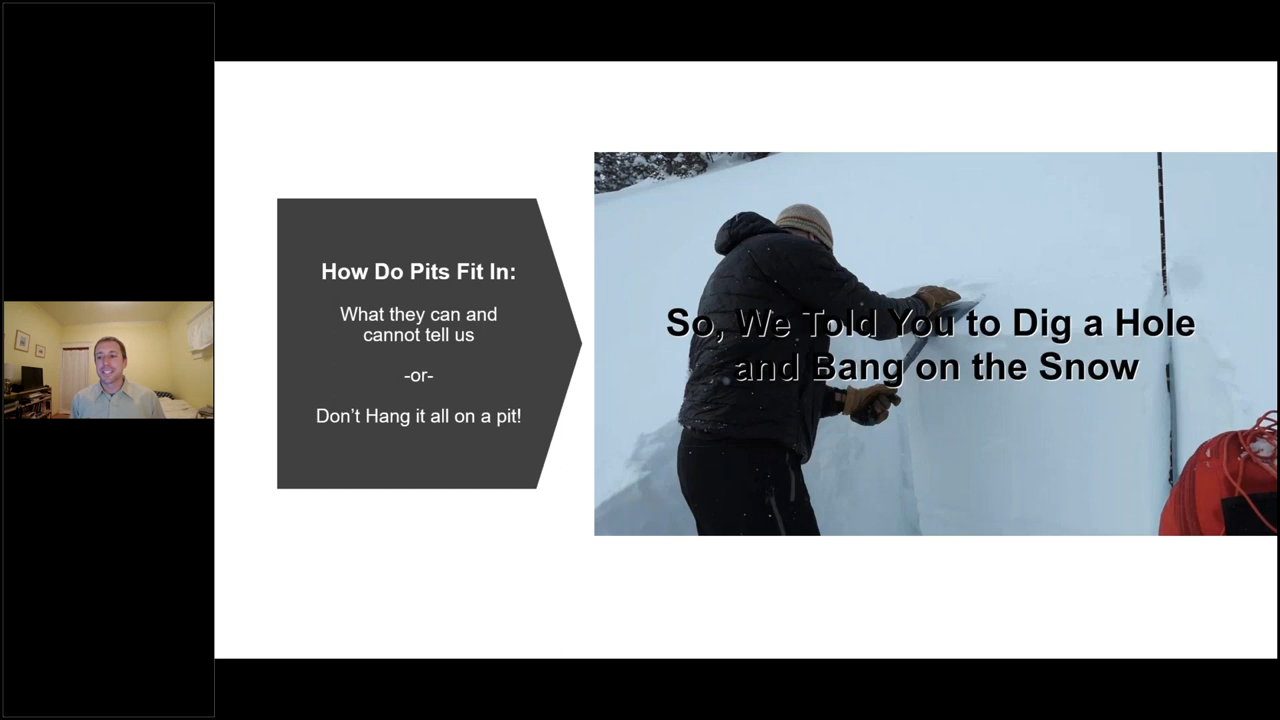 How Do Pits Fit In:
What they can and
cannot tell us
-or-
Don’t Hang it all on a pit!
So, We Told You to Dig a Hole
and Bang on the Snow